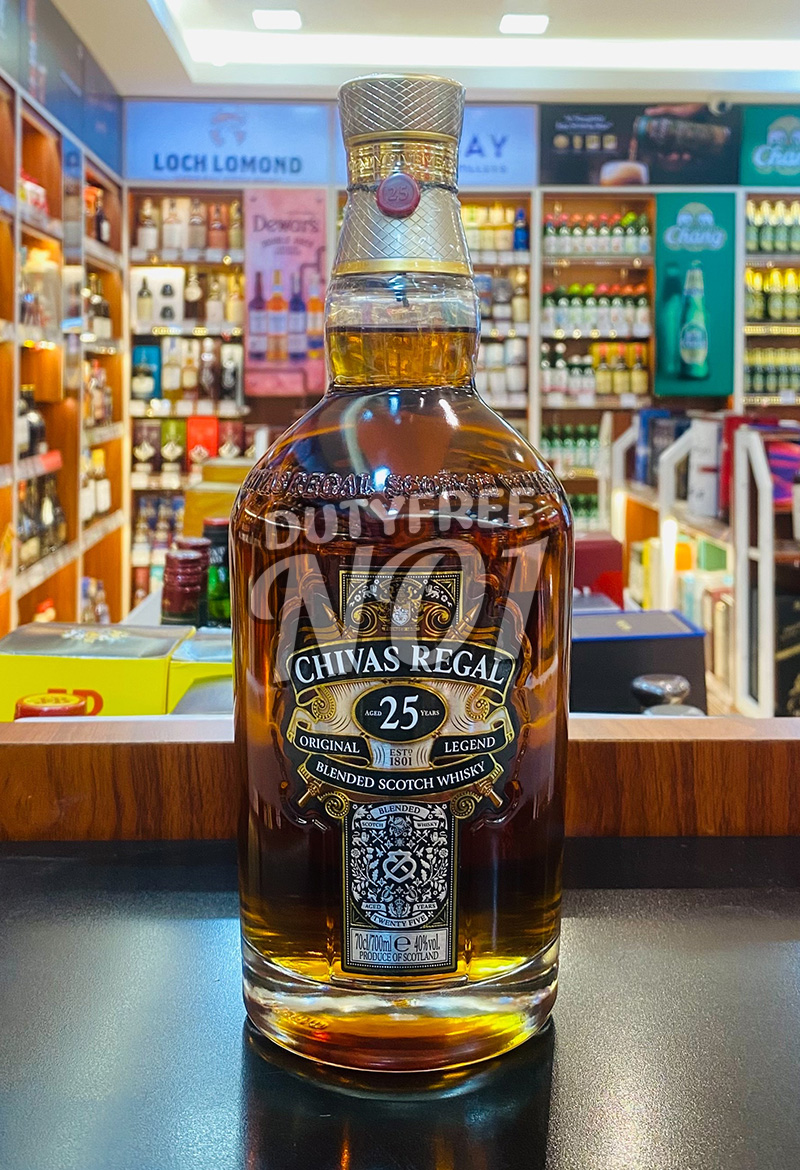 LOCH LOMOND
AY
Chang
Dewar's
Chang
25
CHIVAS REGAL SCOTCH WHISKY
DUTYFREE
NO1
CHIVAS REGAL
AGED 25 YEARS
ORIGINAL ESTD 1801 LEGEND
BLENDED SCOTCH WHISKY
BLENDED
SCOTCH WHISKY
AGED YEARS
TWENTY FIVE
70cl/700ml e 40%vol.
PRODUCE OF SCOTLAND